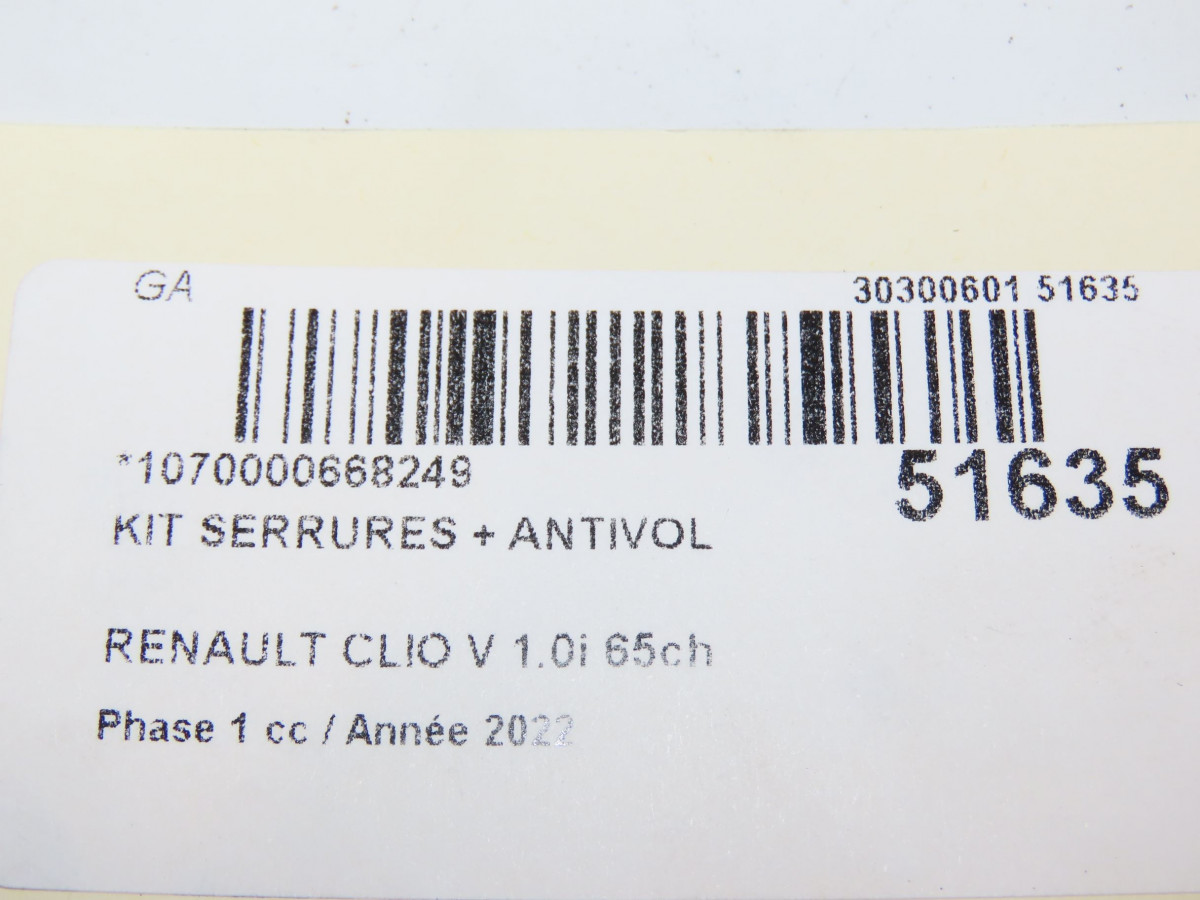 GA 30300601 51635
*1070000668249 51635
KIT SERRURES + ANTIVOL
RENAULT CLIO V 1.0i 65ch
Phase 1 cc / Année 2022